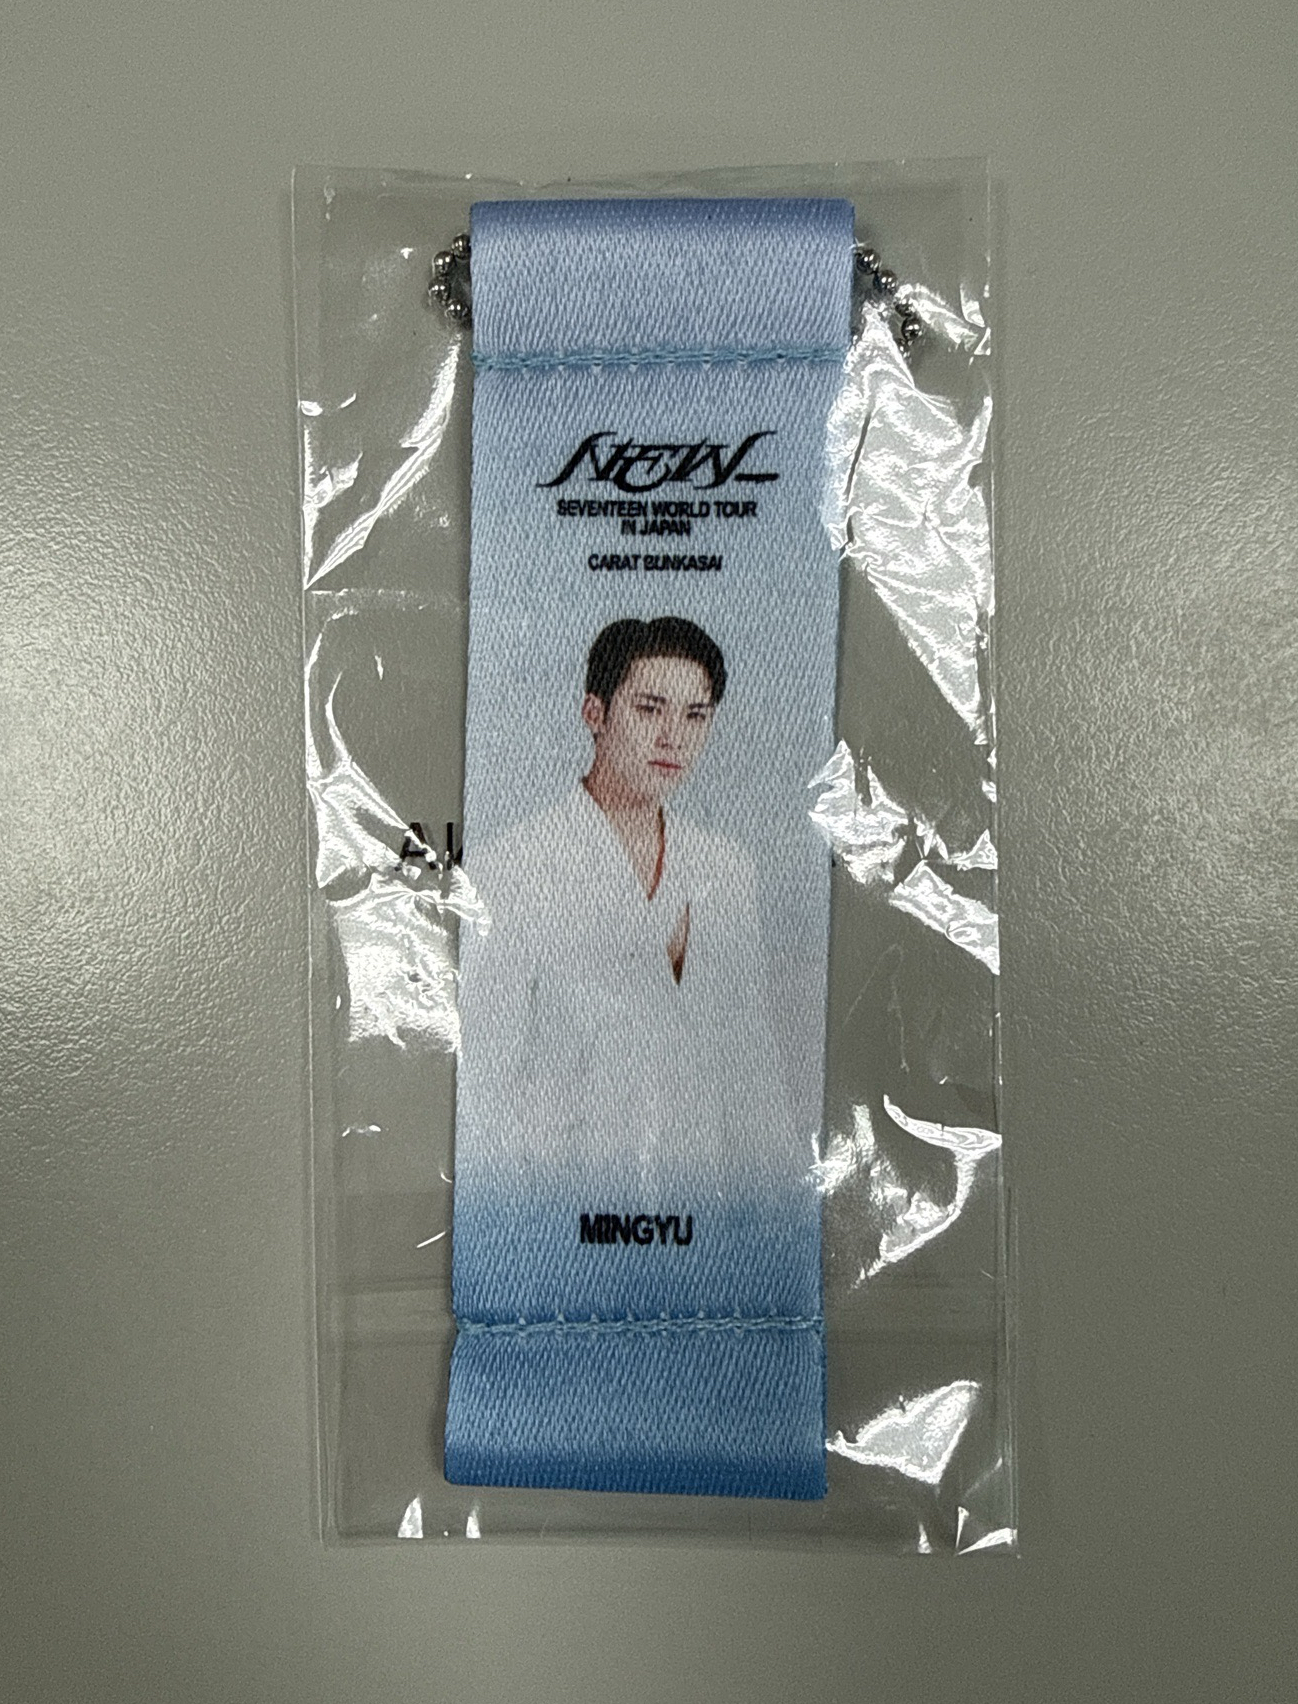 NEW_
SEVENTEEN WORLD TOUR
IN JAPAN
CARAT BUNKASAI
MINGYU